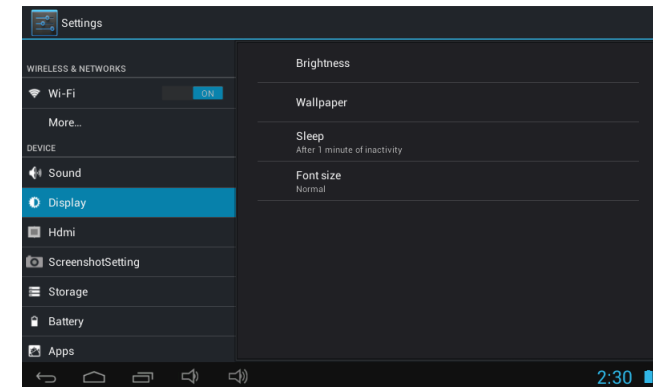 Settings
WIRELESS & NETWORKS
Wi-Fi
ON
More...
DEVICE
Sound
Display
Hdmi
ScreenshotSetting
Storage
Battery
Apps
Brightness
Wallpaper
Sleep
After 1 minute of inactivity
Font size
Normal
2:30